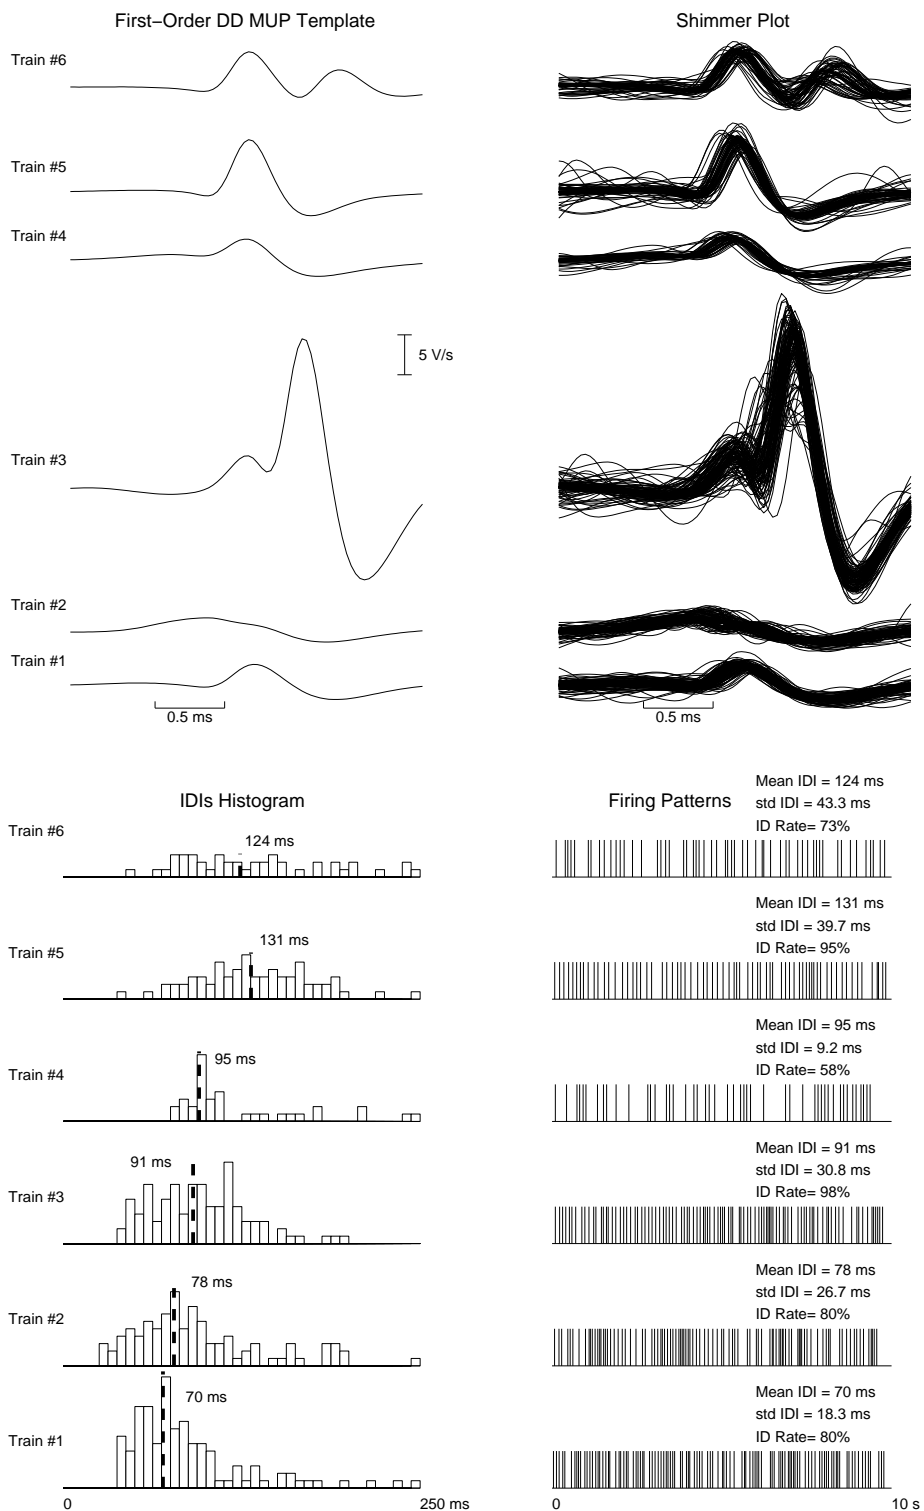 First−Order DD MUP Template
Shimmer Plot
Train #6
Train #5
Train #4
5 V/s
Train #3
Train #2
Train #1
0.5 ms
0.5 ms
IDIs Histogram
Firing Patterns
Train #6
124 ms
Mean IDI = 124 ms
std IDI = 43.3 ms
ID Rate= 73%
Train #5
131 ms
Mean IDI = 131 ms
std IDI = 39.7 ms
ID Rate= 95%
Train #4
95 ms
Mean IDI = 95 ms
std IDI = 9.2 ms
ID Rate= 58%
Train #3
91 ms
Mean IDI = 91 ms
std IDI = 30.8 ms
ID Rate= 98%
Train #2
78 ms
Mean IDI = 78 ms
std IDI = 26.7 ms
ID Rate= 80%
Train #1
70 ms
Mean IDI = 70 ms
std IDI = 18.3 ms
ID Rate= 80%
0
250 ms
0
10 s